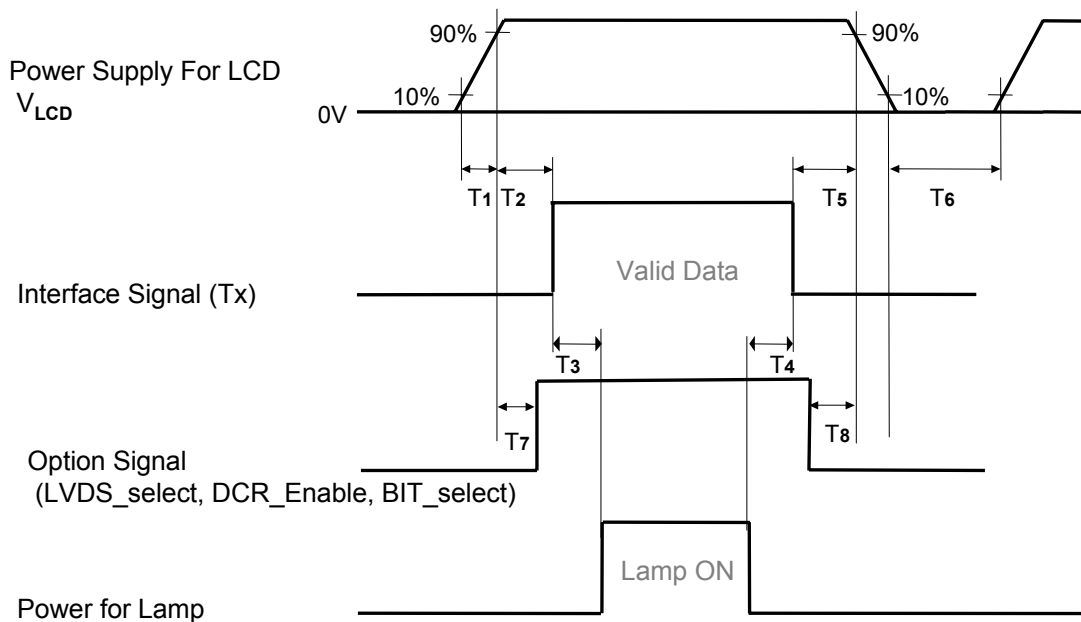 90%
90%
Power Supply For LCD
VLCD
10%
10%
0V
T1
T2
T5
T6
Valid Data
Interface Signal (Tx)
T3
T4
T7
T8
Option Signal
(LVDS_select, DCR_Enable, BIT_select)
Lamp ON
Power for Lamp